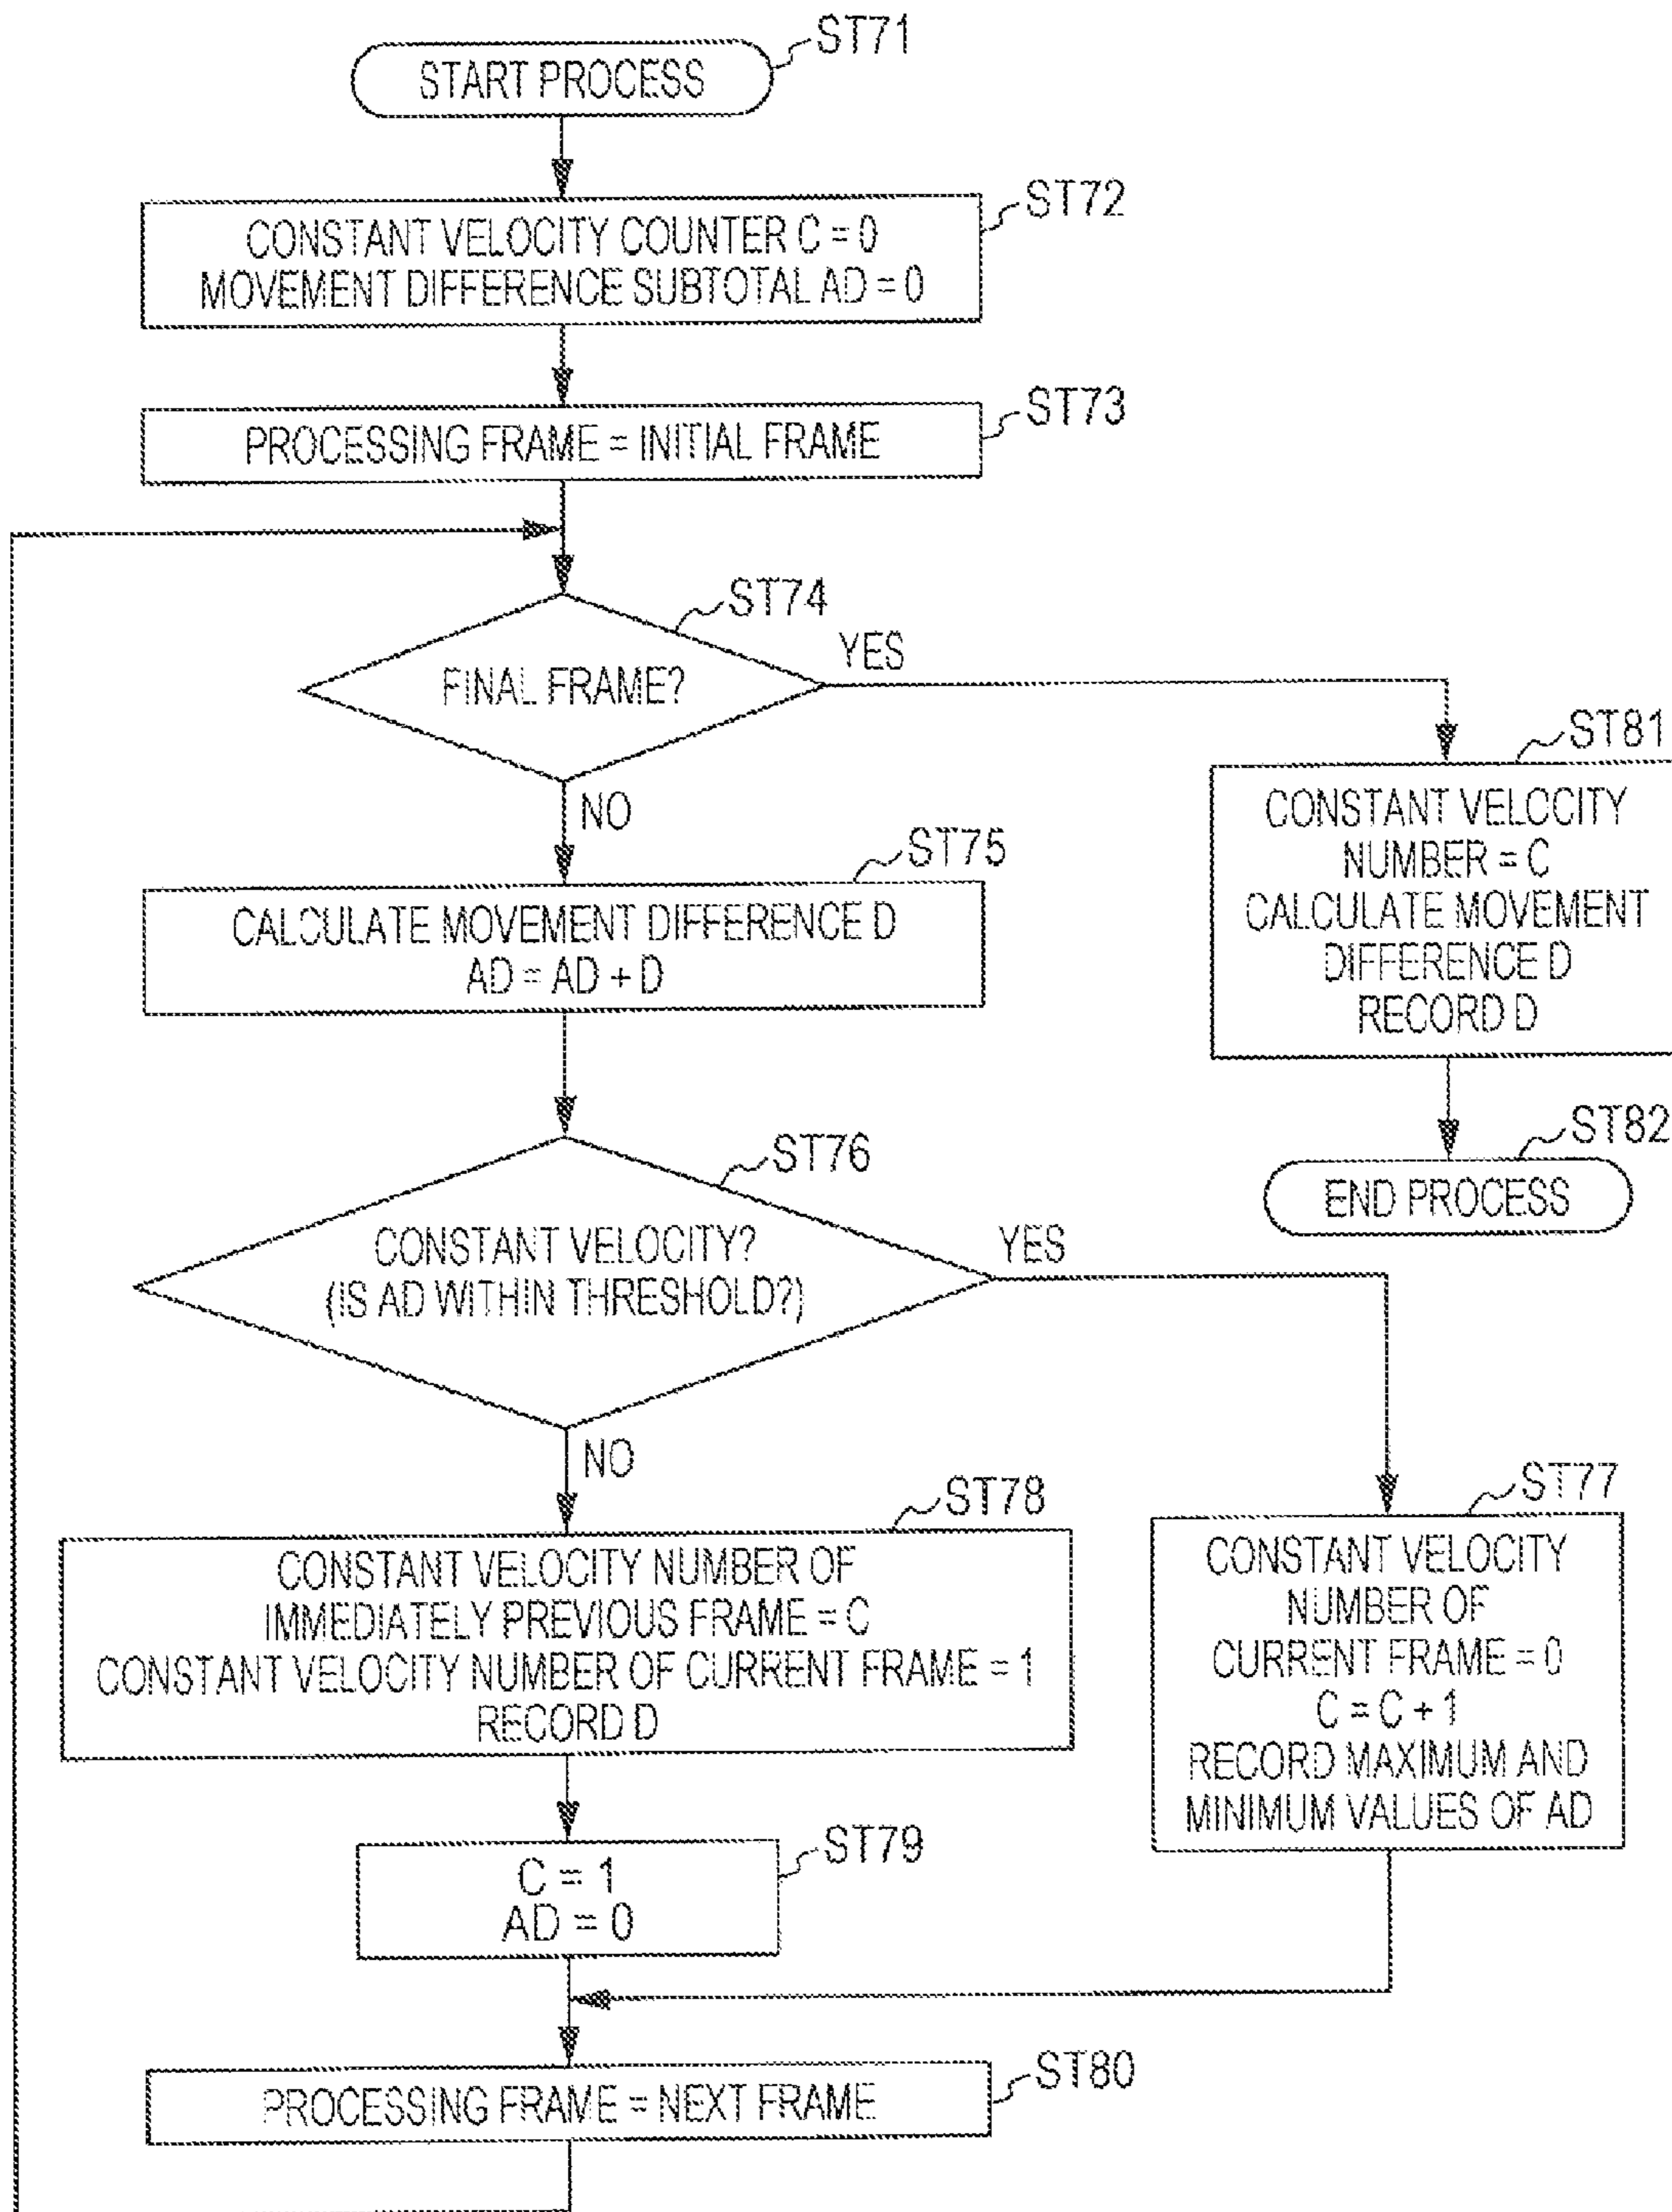 ST71
START PROCESS
ST72
CONSTANT VELOCITY COUNTER C = 0
MOVEMENT DIFFERENCE SUBTOTAL AD = 0
ST73
PROCESSING FRAME = INITIAL FRAME
ST74
FINAL FRAME?
YES
NO
ST81
CONSTANT VELOCITY
NUMBER = C
CALCULATE MOVEMENT
DIFFERENCE D
RECORD D
ST75
CALCULATE MOVEMENT DIFFERENCE D
AD = AD + D
ST82
END PROCESS
ST76
CONSTANT VELOCITY?
(IS AD WITHIN THRESHOLD?)
YES
NO
ST77
CONSTANT VELOCITY
NUMBER OF
CURRENT FRAME = 0
C = C + 1
RECORD MAXIMUM AND
MINIMUM VALUES OF AD
ST78
CONSTANT VELOCITY NUMBER OF
IMMEDIATELY PREVIOUS FRAME = C
CONSTANT VELOCITY NUMBER OF CURRENT FRAME = 1
RECORD D
ST79
C = 1
AD = 0
ST80
PROCESSING FRAME = NEXT FRAME